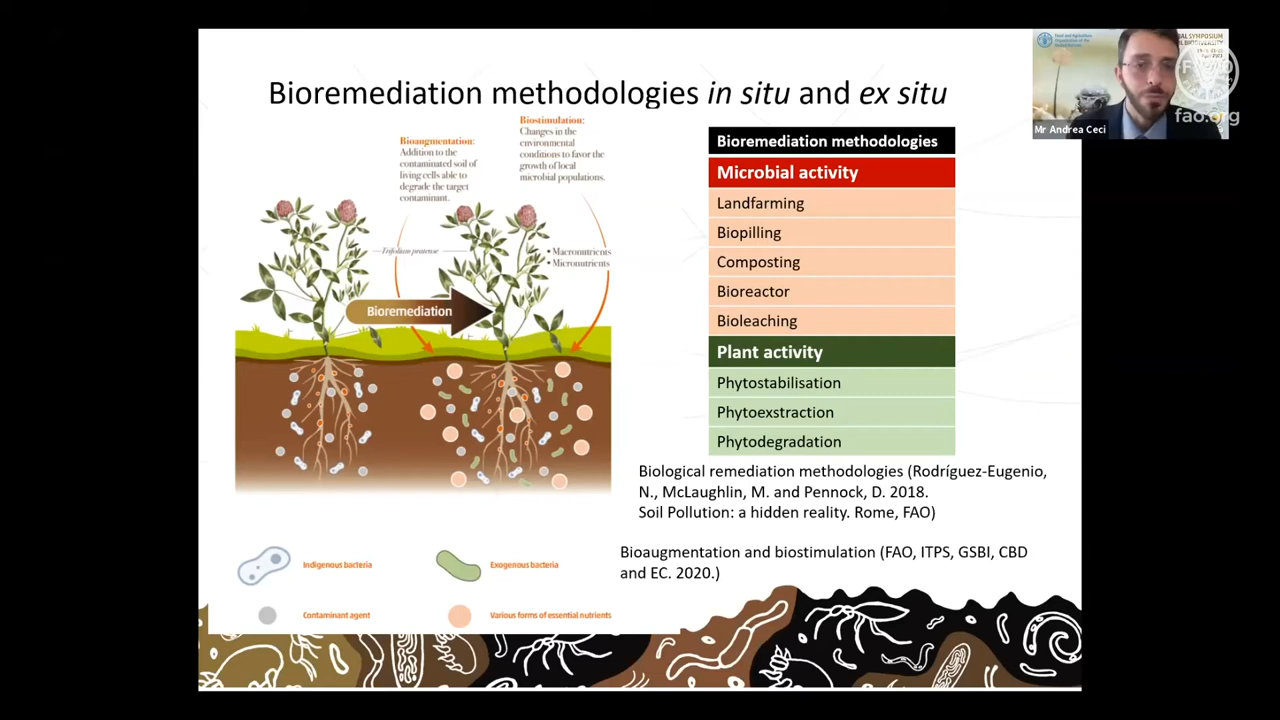 Bioremediation methodologies in situ and ex situ
Bioaugmentation:
Addition to the
contaminated soil of
living cells able to
degrade the target
contaminant.
Biostimulation:
Changes in the
environmental
conditions to favor the
growth of local
microbial populations.
Trifolium pratense
• Macronutrients
• Micronutrients
Bioremediation
Indigenous bacteria
Exogenous bacteria
Contaminant agent
Various forms of essential nutrients
Bioremediation methodologies
Microbial activity
Landfarming
Biopilling
Composting
Bioreactor
Bioleaching
Plant activity
Phytostabilisation
Phytoexstraction
Phytodegradation
Biological remediation methodologies (Rodríguez-Eugenio,
N., McLaughlin, M. and Pennock, D. 2018.
Soil Pollution: a hidden reality. Rome, FAO)
Bioaugmentation and biostimulation (FAO, ITPS, GSBI, CBD
and EC. 2020.)
Mr Andrea Ceci
fao.org